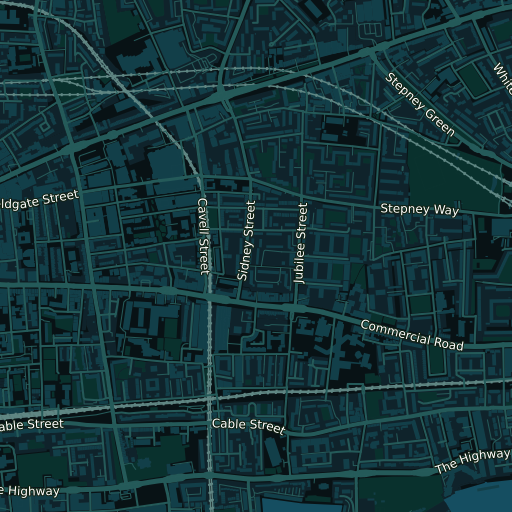 Stepney Green
Whit
ldgate Street
Cavell Street
Sidney Street
Jubilee Street
Stepney Way
Commercial Road
able Street
Cable Street
The Highway
e Highway